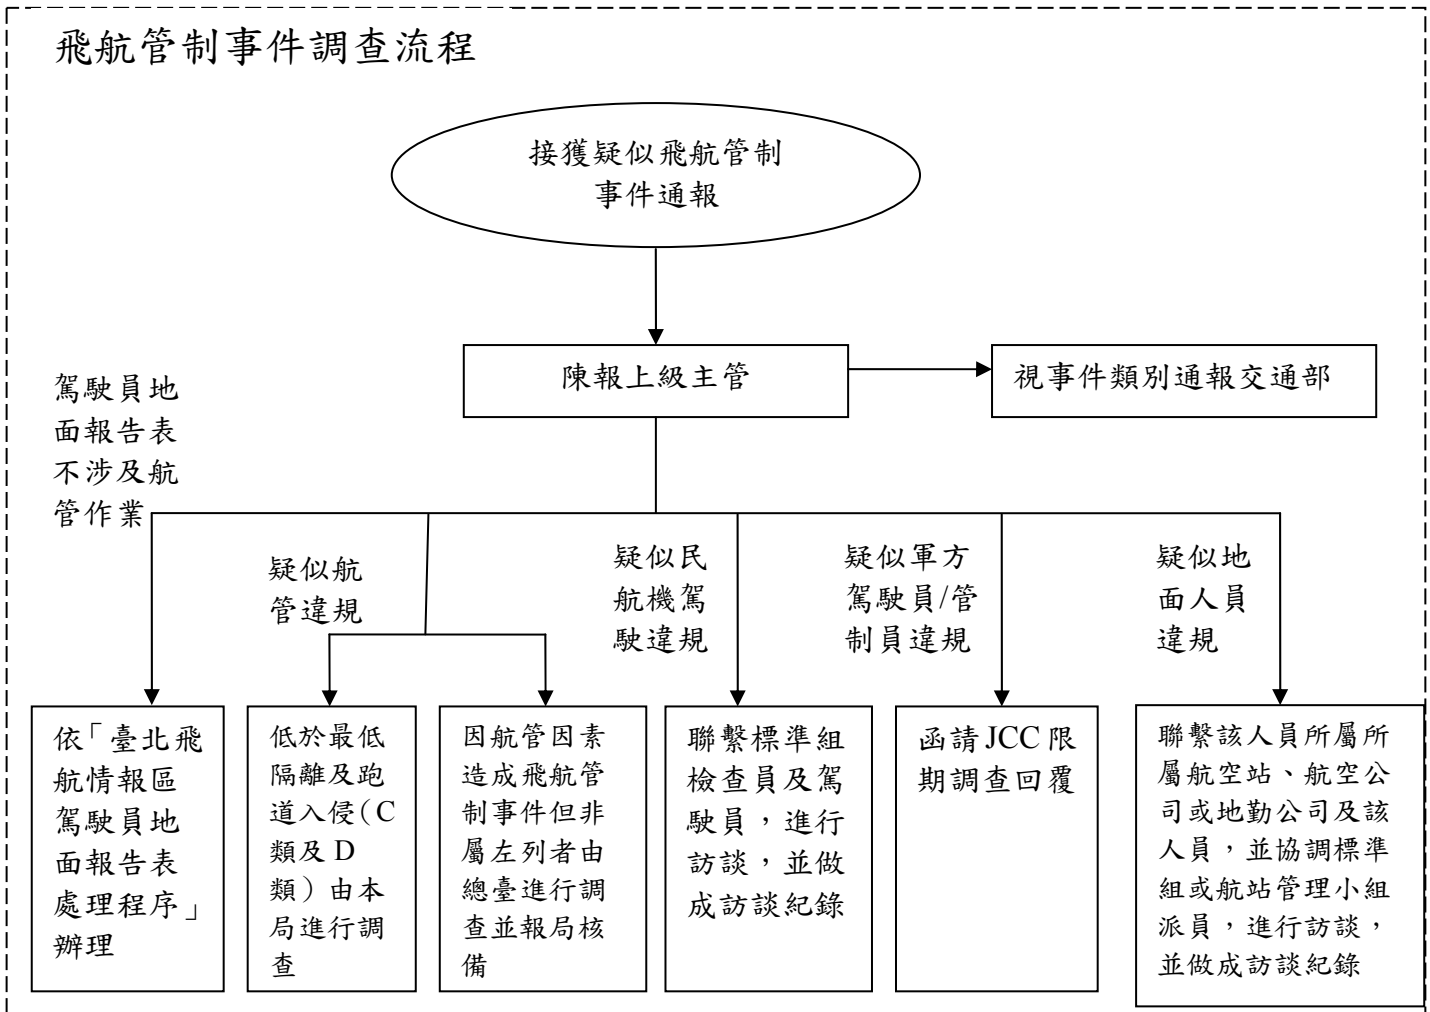 飛航管制事件調查流程
接獲疑似飛航管制
事件通報
陳報上級主管
視事件類別通報交通部
駕駛員地
面報告表
不涉及航
管作業
疑似航
管違規
疑似民
航機駕
駛違規
疑似軍方
駕駛員/管
制員違規
疑似地
面人員
違規
依「臺北飛
航情報區
駕駛員地
面報告表
處理程序」
辦理
低於最低
隔離及跑
道入侵(C
類及 D
類)由本
局進行調
查
因航管因素
造成飛航管
制事件但非
屬左列者由
總臺進行調
查並報局核
備
聯繫標準組
檢查員及駕
駛員,進行
訪談,並做
成訪談紀錄
函請 JCC 限
期調查回覆
聯繫該人員所屬所
屬航空站、航空公
司或地勤公司及該
人員,並協調標準
組或航站管理小組
派員,進行訪談,
並做成訪談紀錄